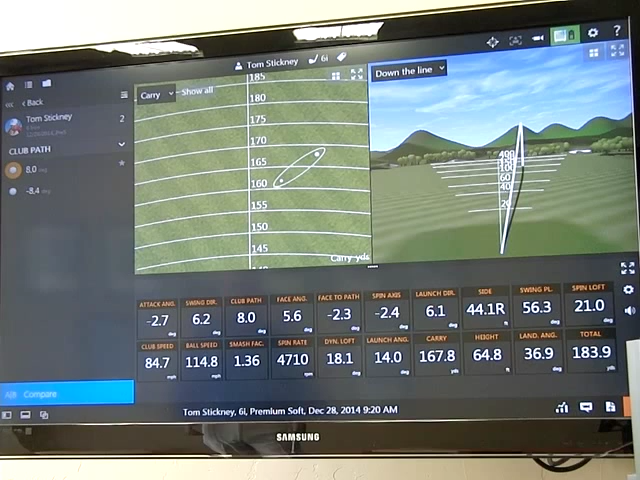 Tom Stickney 6i ?
Back
Tom Stickney 2
CLUB PATH
8.0
-8.4
Carry Show all
185
180
175
170
165
160
155
150
145
Carry yds
Down the line
100
60
40
20
ATTACK ANG. SWING DIR. CLUB PATH FACE ANG. FACE TO PATH SPIN AXIS LAUNCH DIR. SIDE SWING PL. SPIN LOFT
-2.7 6.2 8.0 5.6 -2.3 -2.4 6.1 44.1R 56.3 21.0
deg deg deg deg deg deg deg ft deg deg
CLUB SPEED BALL SPEED SMASH FAC. SPIN RATE DYN. LOFT LAUNCH ANG. CARRY HEIGHT LAND. ANG. TOTAL
84.7 114.8 1.36 4710 18.1 14.0 167.8 64.8 36.9 183.9
mph mph rpm deg deg yds ft deg yds
A|B Compare
Tom Stickney, 6i, Premium Soft, Dec 28, 2014 9:20 AM
SAMSUNG